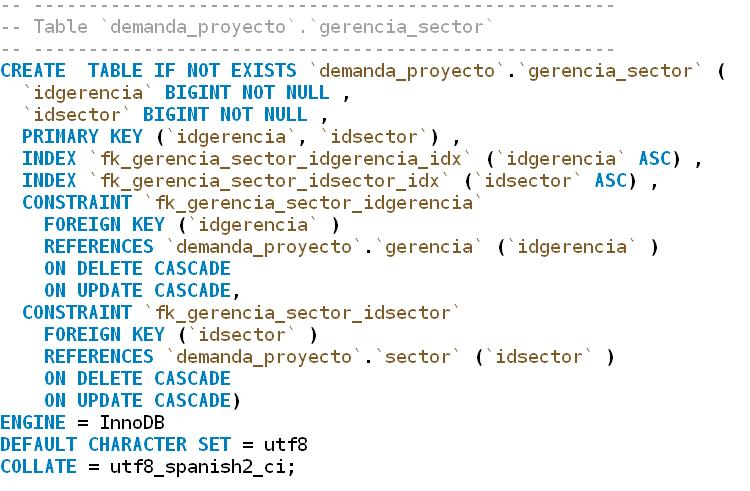 -- -----------------------------------------------------
-- Table `demanda_proyecto`.`gerencia_sector`
-- -----------------------------------------------------
CREATE  TABLE IF NOT EXISTS `demanda_proyecto`.`gerencia_sector` (
  `idgerencia` BIGINT NOT NULL ,
  `idsector` BIGINT NOT NULL ,
  PRIMARY KEY (`idgerencia`, `idsector`) ,
  INDEX `fk_gerencia_sector_idgerencia_idx` (`idgerencia` ASC) ,
  INDEX `fk_gerencia_sector_idsector_idx` (`idsector` ASC) ,
  CONSTRAINT `fk_gerencia_sector_idgerencia`
    FOREIGN KEY (`idgerencia` )
    REFERENCES `demanda_proyecto`.`gerencia` (`idgerencia` )
    ON DELETE CASCADE
    ON UPDATE CASCADE,
  CONSTRAINT `fk_gerencia_sector_idsector`
    FOREIGN KEY (`idsector` )
    REFERENCES `demanda_proyecto`.`sector` (`idsector` )
    ON DELETE CASCADE
    ON UPDATE CASCADE)
ENGINE = InnoDB
DEFAULT CHARACTER SET = utf8
COLLATE = utf8_spanish2_ci;